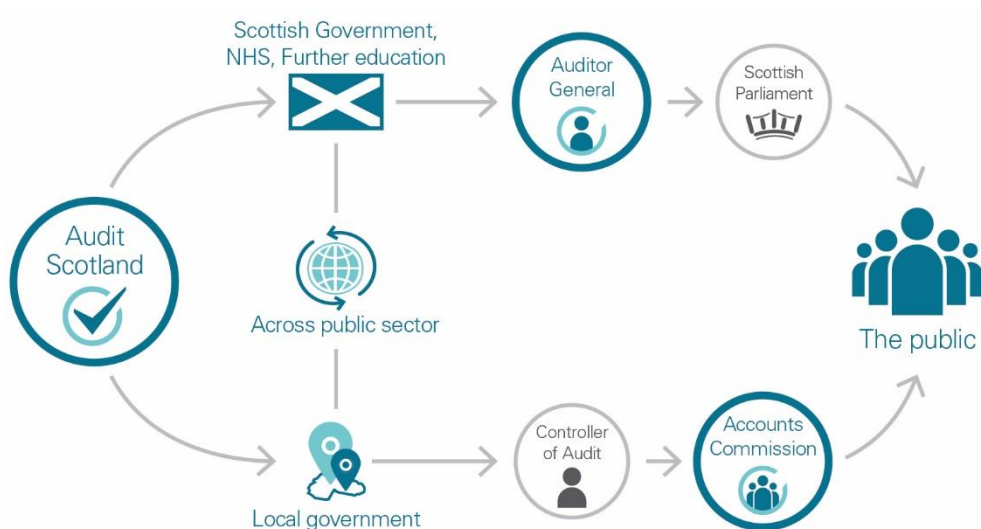 Scottish Government,
NHS, Further education
Auditor
General
Scottish
Parliament
Audit
Scotland
Across public sector
The public
Local government
Controller
of Audit
Accounts
Commission